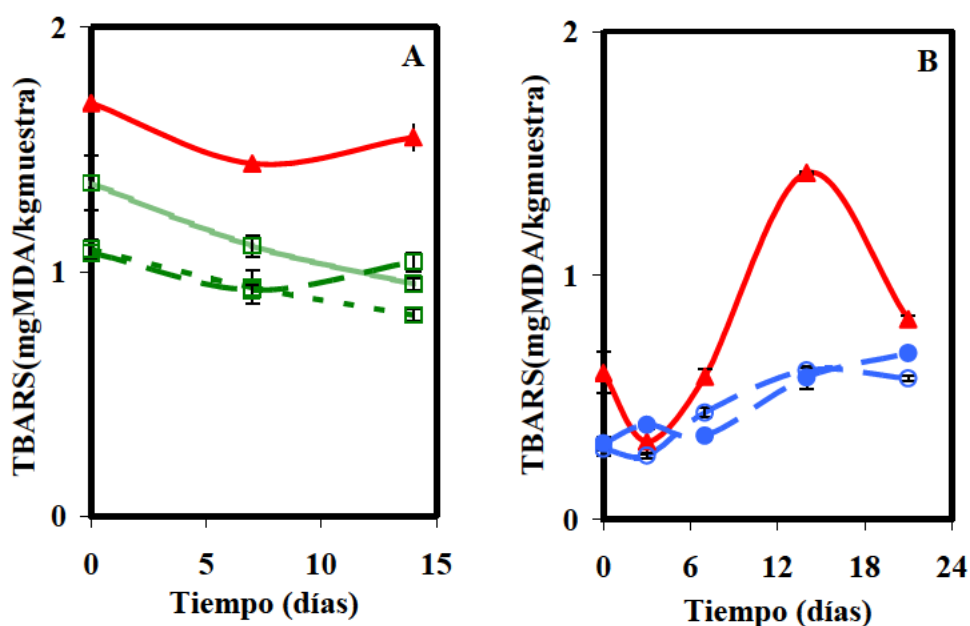 A
TBARS(mgMDA/kgmuestra)
2
1
0
0 5 10 15
Tiempo (días)
B
TBARS(mgMDA/kgmuestra)
2
1
0
0 6 12 18 24
Tiempo (días)